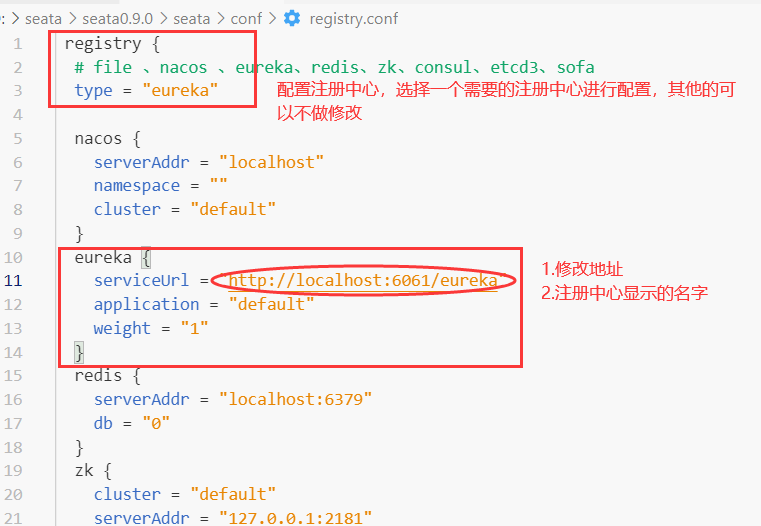 : > seata > seata0.9.0 > seata > conf > registry.conf
1 registry {
2 # file 、nacos 、eureka、redis、zk、consul、etcd3、sofa
3 type = "eureka"
配置注册中心，选择一个需要的注册中心进行配置，其他的可
以不做修改
4
5 nacos {
6 serverAddr = "localhost"
7 namespace = ""
8 cluster = "default"
9 }
10 eureka {
11 serviceUrl = "http://localhost:6061/eureka"
1.修改地址
12 application = "default"
2.注册中心显示的名字
13 weight = "1"
14 }
15 redis {
16 serverAddr = "localhost:6379"
17 db = "0"
18 }
19 zk {
20 cluster = "default"
21 serverAddr = "127.0.0.1:2181"